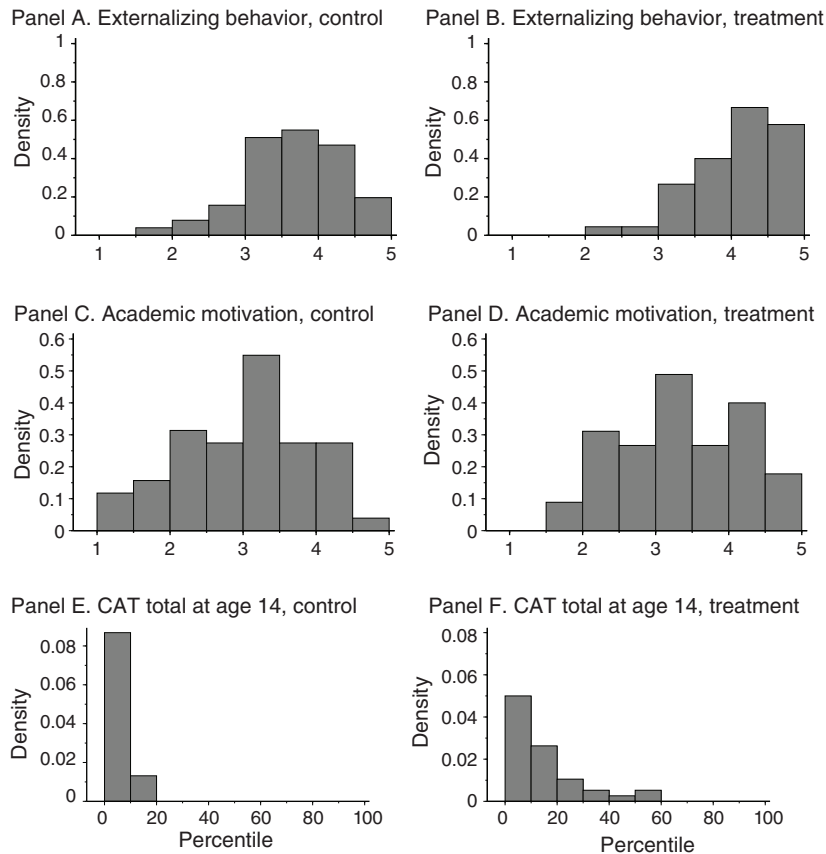 Panel A. Externalizing behavior, control
1
0.8
0.6
0.4
0.2
0
Density
1 2 3 4 5
Panel B. Externalizing behavior, treatment
1
0.8
0.6
0.4
0.2
0
Density
1 2 3 4 5
Panel C. Academic motivation, control
0.6
0.5
0.4
0.3
0.2
0.1
0
Density
1 2 3 4 5
Panel D. Academic motivation, treatment
0.6
0.5
0.4
0.3
0.2
0.1
0
Density
1 2 3 4 5
Panel E. CAT total at age 14, control
0.08
0.06
0.04
0.02
0
Density
0 20 40 60 80 100
Percentile
Panel F. CAT total at age 14, treatment
0.08
0.06
0.04
0.02
0
Density
0 20 40 60 80 100
Percentile